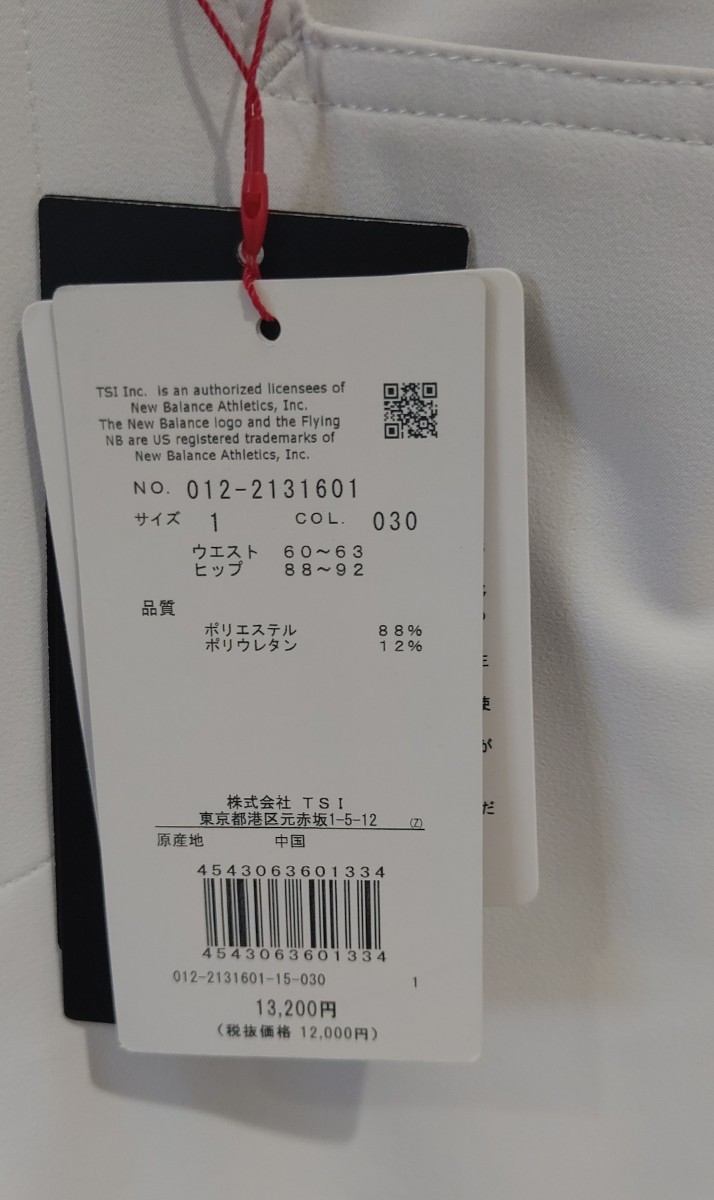 TSI Inc. is an authorized licensees of
New Balance Athletics, Inc.
The New Balance logo and the Flying
NB are US registered trademarks of
New Balance Athletics, Inc.
NO. 012-2131601
サイズ 1 COL. 030
ウエスト 60～63
ヒップ 88～92
品質
ポリエステル 88%
ポリウレタン 12%
株式会社 TSI
東京都港区元赤坂1-5-12 (Z)
原産地 中国
4543063601334
4543063601334
012-2131601-15-030 1
13,200円
(税抜価格 12,000円)
使
が
だ